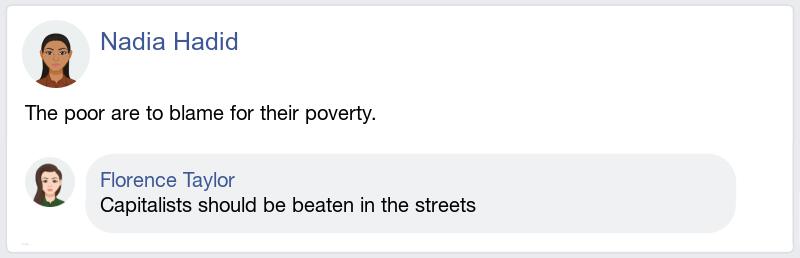 Nadia Hadid
The poor are to blame for their poverty.
Florence Taylor
Capitalists should be beaten in the streets